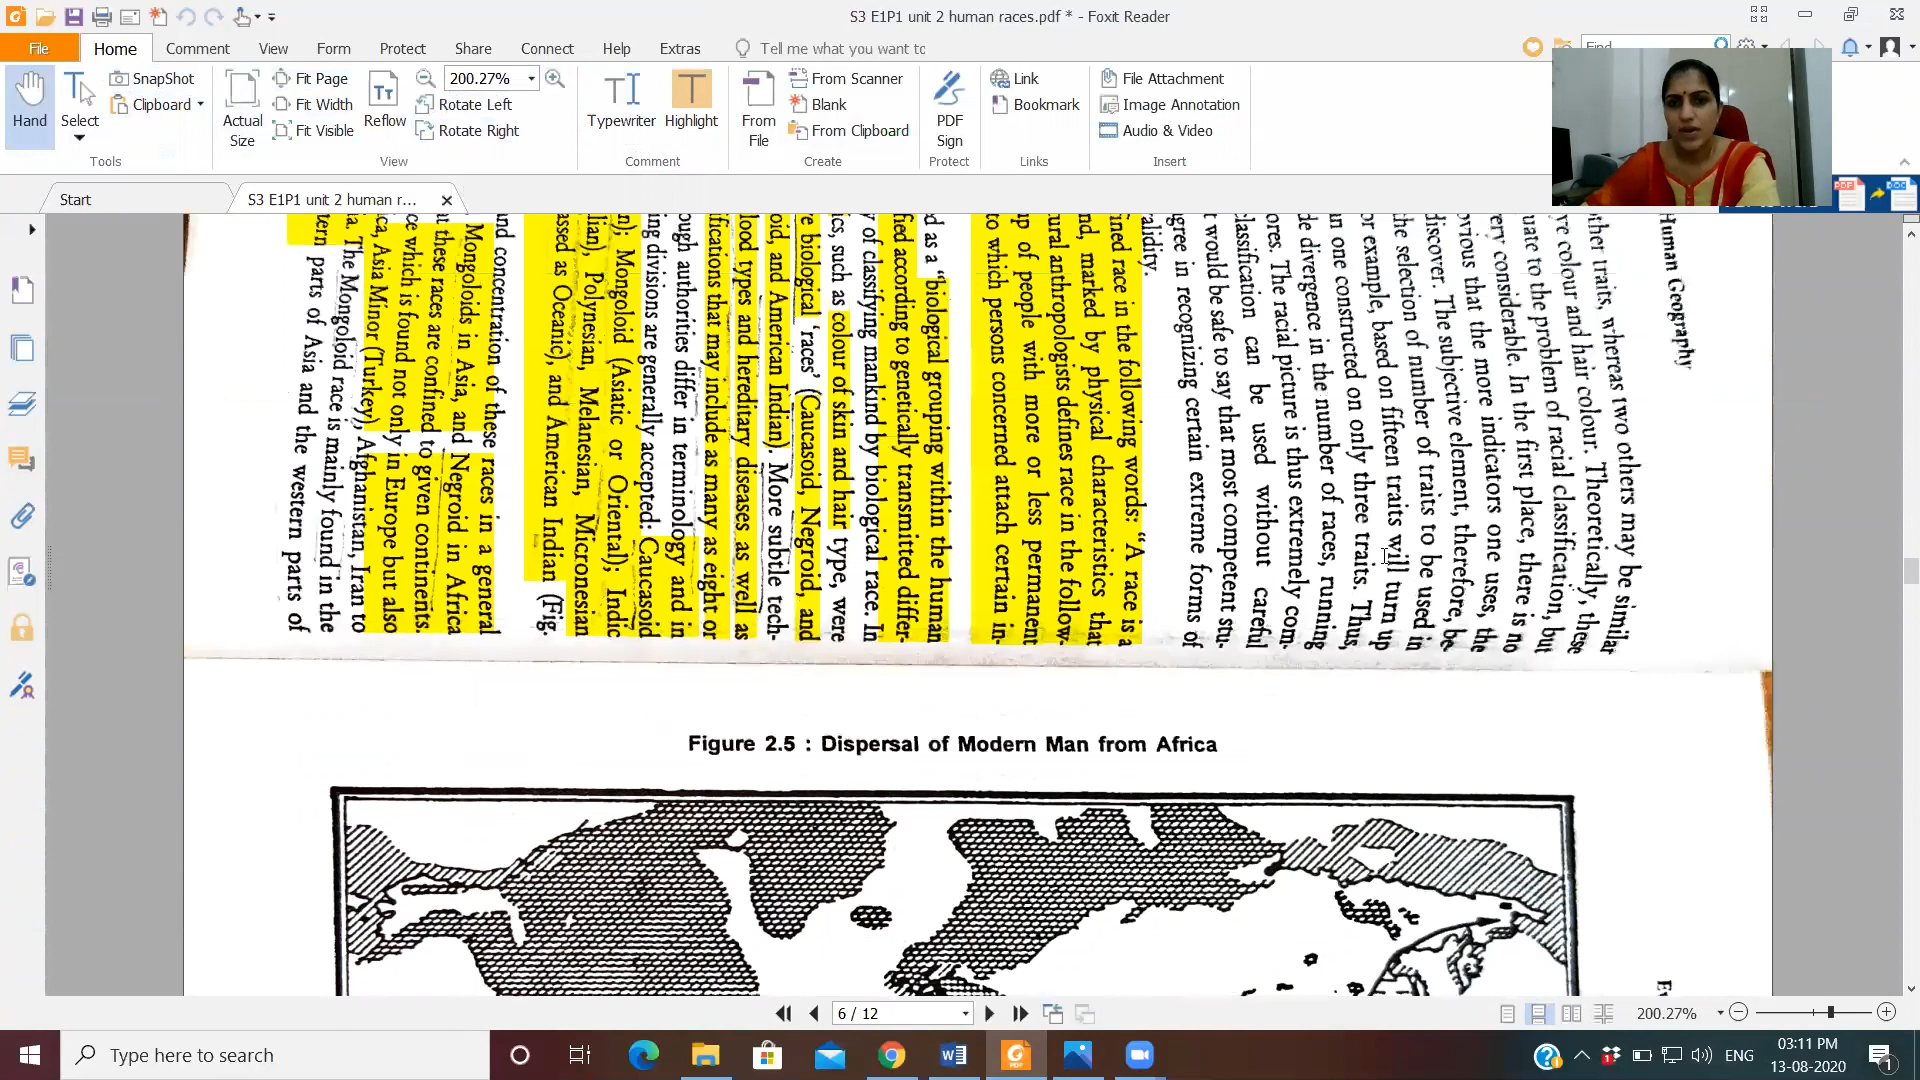 S3 E1P1 unit 2 human races.pdf * - Foxit Reader
File
Home
Comment
View
Form
Protect
Share
Connect
Help
Extras
Tell me what you want to
Find
Hand
Select
SnapShot
Clipboard
Tools
Actual Size
Fit Page
Fit Width
Fit Visible
Reflow
200.27%
Rotate Left
Rotate Right
View
Typewriter
Highlight
Comment
From File
From Scanner
Blank
From Clipboard
Create
PDF Sign
Protect
Link
Bookmark
Links
File Attachment
Image Annotation
Audio & Video
Insert
Start
S3 E1P1 unit 2 human r...
Human Geography
other traits, whereas two others may be similar
colour and hair colour. Theoretically, these
to the problem of racial classification, but
considerable. In the first place, there is no
that the more indicators one uses, the
discover. The subjective element, therefore, be-
the selection of number of traits to be used in
or example, based on fifteen traits will turn up
an one constructed on only three traits. Thus,
de divergence in the number of races, running
ores. The racial picture is thus extremely com-
classification can be used without careful
t would be safe to say that most competent stu-
gree in recognizing certain extreme forms of
alidity.
ined race in the following words: “A race is a
nd, marked by physical characteristics that
ural anthropologists defines race in the follow-
up of people with more or less permanent
to which persons concerned attach certain in-
d as a “biological grouping within the human
fied according to genetically transmitted differ-
y of classifying mankind by biological race. In
cs, such as colour of skin and hair type, were
e biological ‘races’ (Caucasoid, Negroid, and
oid, and American Indian). More subtle tech-
lood types and hereditary diseases as well as
ifications that may include as many as eight or
ough authorities differ in terminology and in
ing divisions are generally accepted: Caucasoid
n); Mongoloid (Asiatic or Oriental); Indic
lian), Polynesian, Melanesian, Micronesian
assed as Oceanic), and American Indian (Fig.
and concentration of these races in a general
Mongoloids in Asia, and Negroid in Africa
t these races are confined to given continents.
ce which is found not only in Europe but also
ica, Asia Minor (Turkey), Afghanistan, Iran to
ia. The Mongoloid race is mainly found in the
tern parts of Asia and the western parts of
Figure 2.5 : Dispersal of Modern Man from Africa
6 / 12
200.27%
Type here to search
ENG
03:11 PM
13-08-2020
1